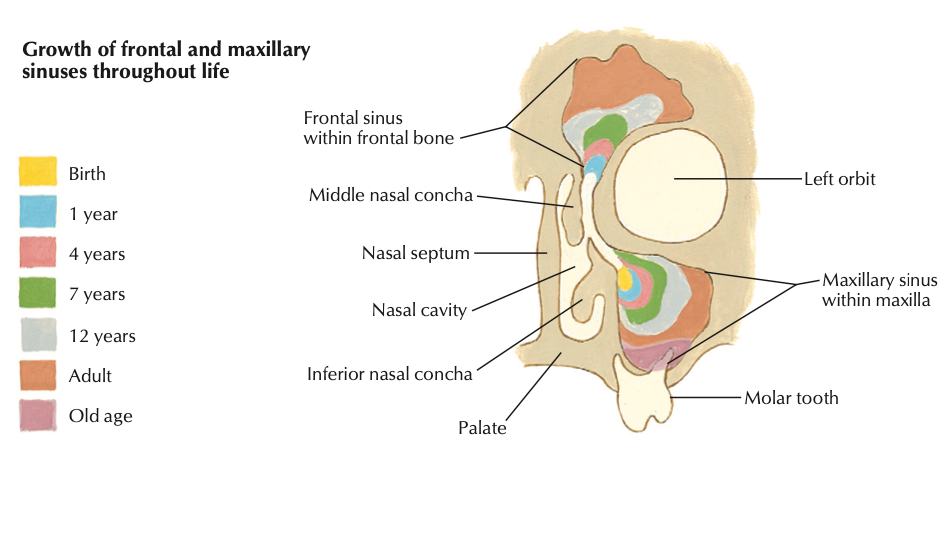 Growth of frontal and maxillary
sinuses throughout life
Birth
1 year
4 years
7 years
12 years
Adult
Old age
Frontal sinus
within frontal bone
Middle nasal concha
Nasal septum
Nasal cavity
Inferior nasal concha
Palate
Left orbit
Maxillary sinus
within maxilla
Molar tooth